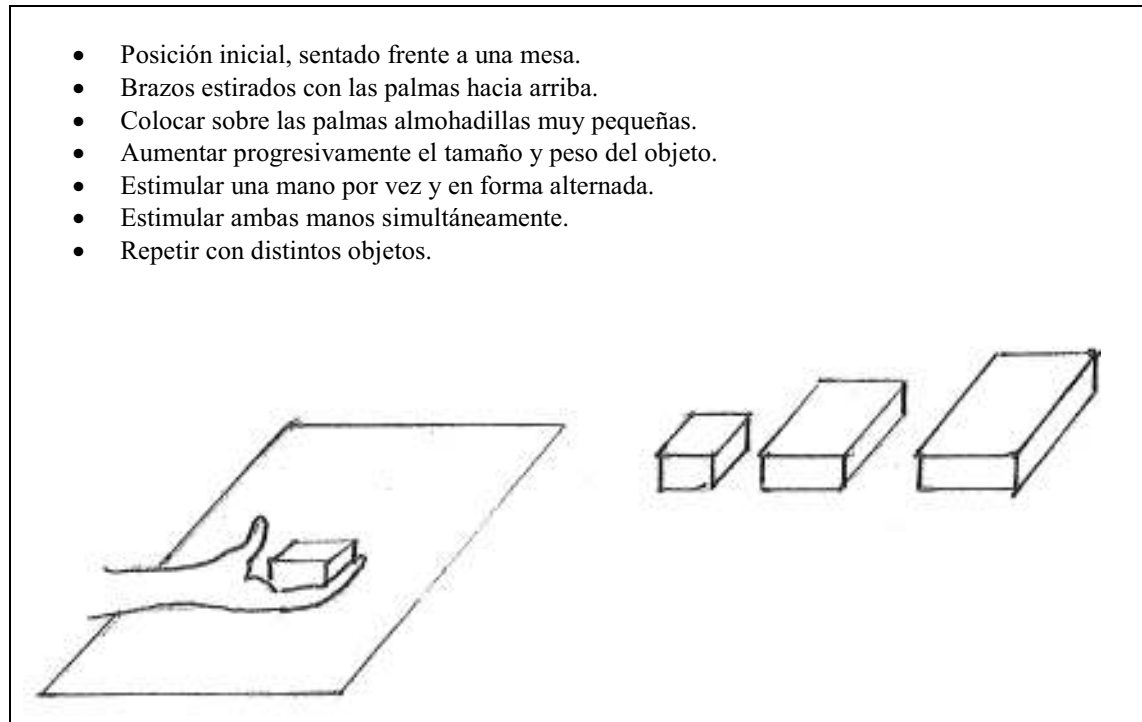 • Posición inicial, sentado frente a una mesa.
• Brazos estirados con las palmas hacia arriba.
• Colocar sobre las palmas almohadillas muy pequeñas.
• Aumentar progresivamente el tamaño y peso del objeto.
• Estimular una mano por vez y en forma alternada.
• Estimular ambas manos simultáneamente.
• Repetir con distintos objetos.